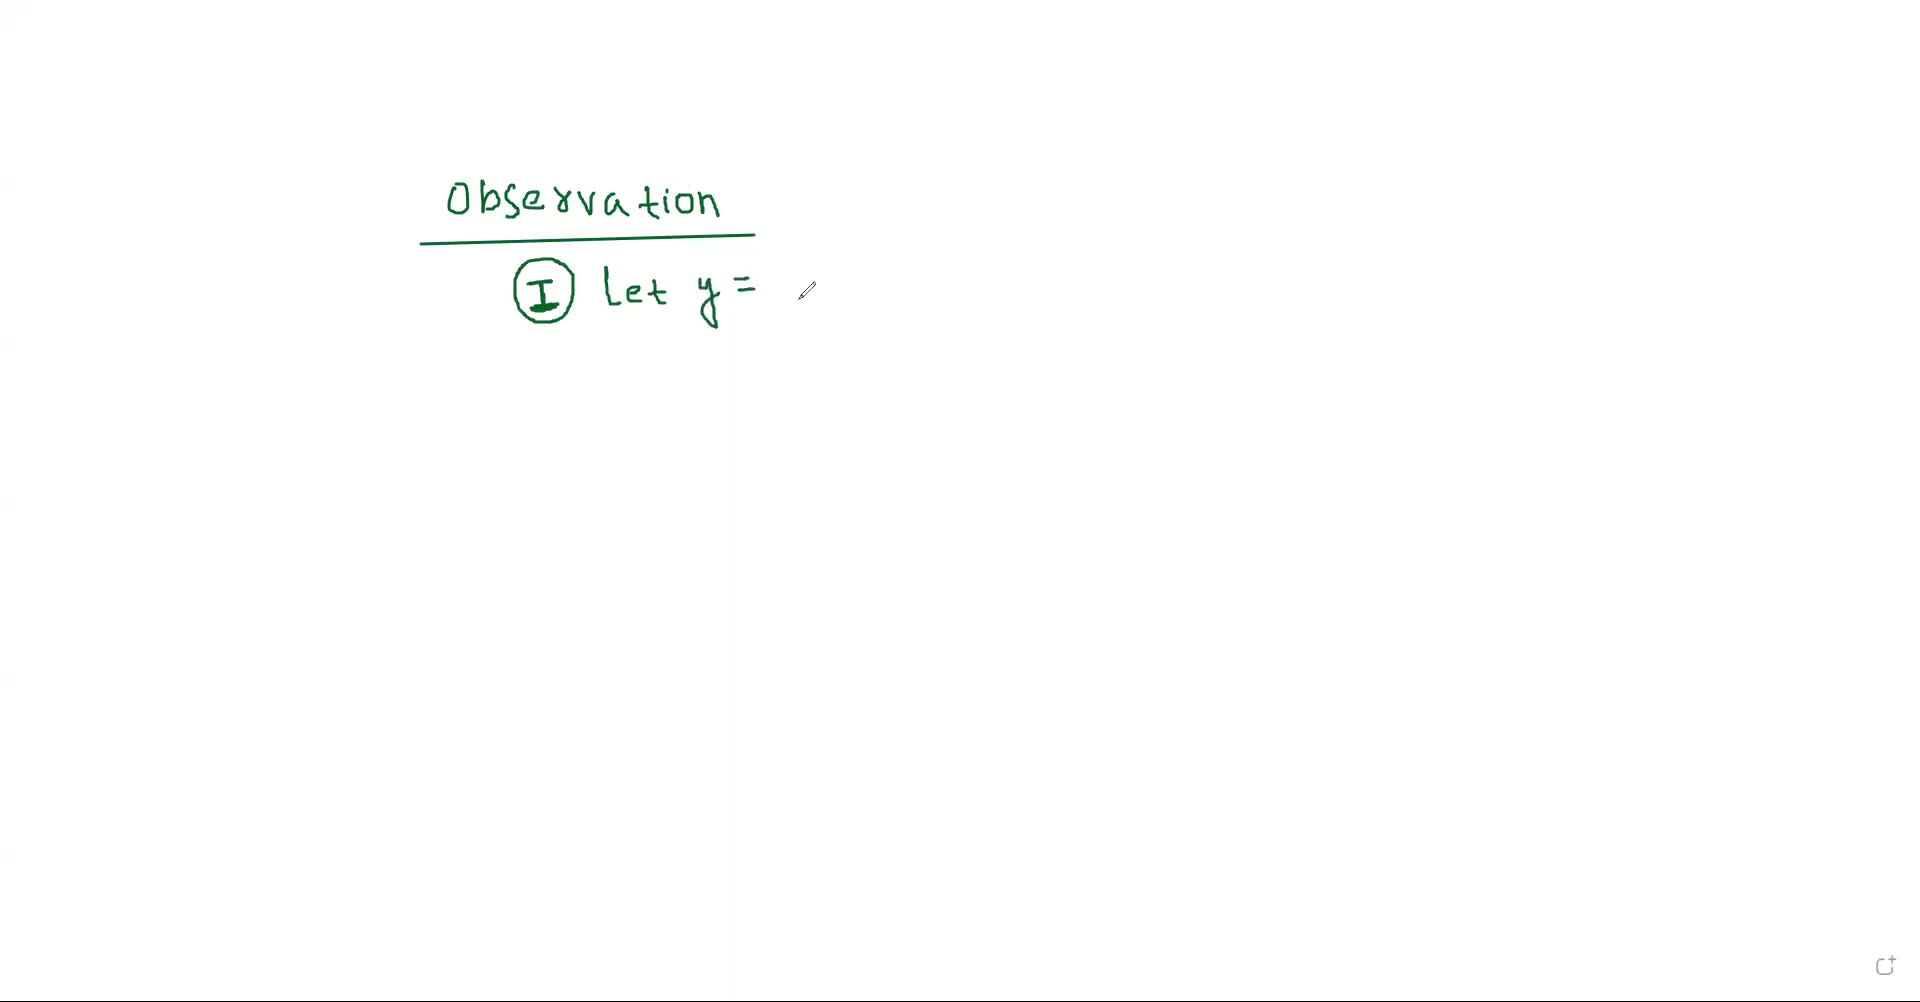 Observation
I Let y =